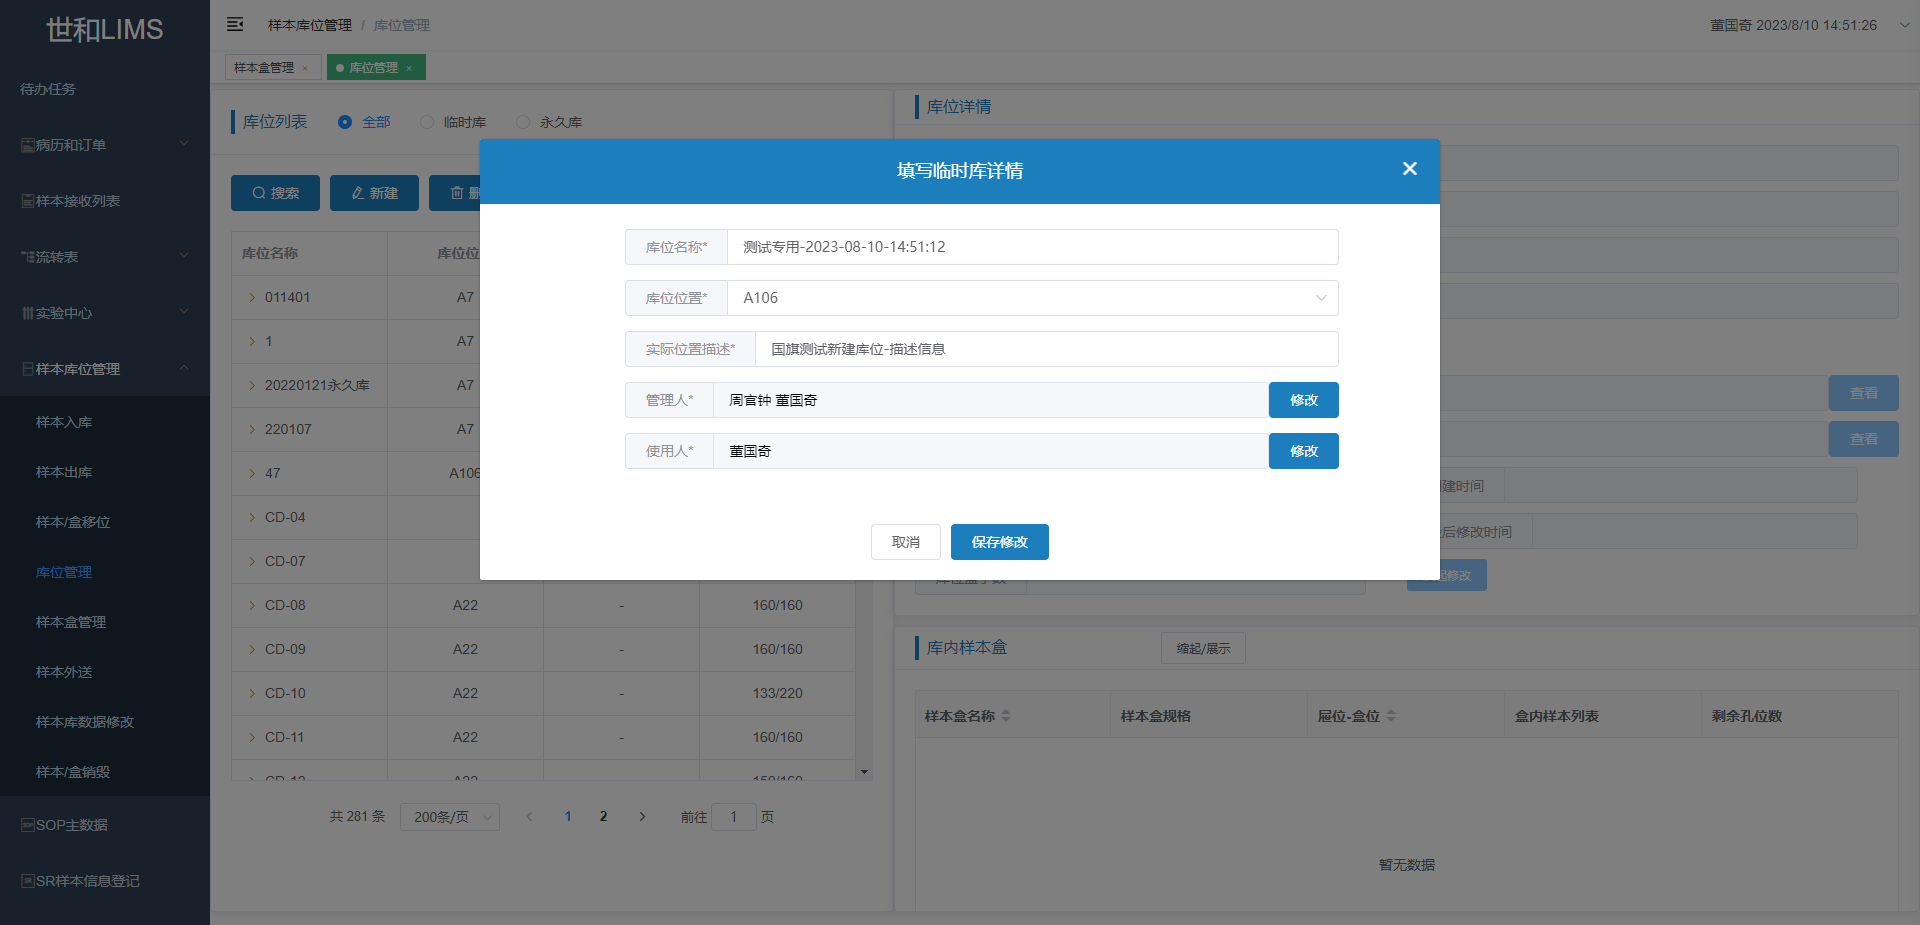 世和LIMS
待办任务
病历和订单
样本接收列表
流转表
实验中心
样本库位管理
样本入库
样本出库
样本/盒移位
库位管理
样本盒管理
样本外送
样本库数据修改
样本/盒销毁
SOP主数据
SR样本信息登记
样本库位管理 / 库位管理
董国奇 2023/8/10 14:51:26
样本盒管理 ×
库位管理 ×
库位列表 全部 临时库 永久库
搜索 新建
库位名称
011401 A7
1 A7
20220121永久库 A7
220107 A7
47 A106
CD-04
CD-07
CD-08 A22 - 160/160
CD-09 A22 - 160/160
CD-10 A22 - 133/220
CD-11 A22 - 160/160
共 281 条 200条/页 1 2 前往 1 页
填写临时库详情
库位名称* 测试专用-2023-08-10-14:51:12
库位位置* A106
实际位置描述* 国旗测试新建库位-描述信息
管理人* 周官钟 董国奇 修改
使用人* 董国奇 修改
取消 保存修改
库位详情
查看
查看
建时间
后修改时间
修改
库内样本盒 缩起/展示
样本盒名称 样本盒规格 层位-盒位 盒内样本列表 剩余孔位数
暂无数据